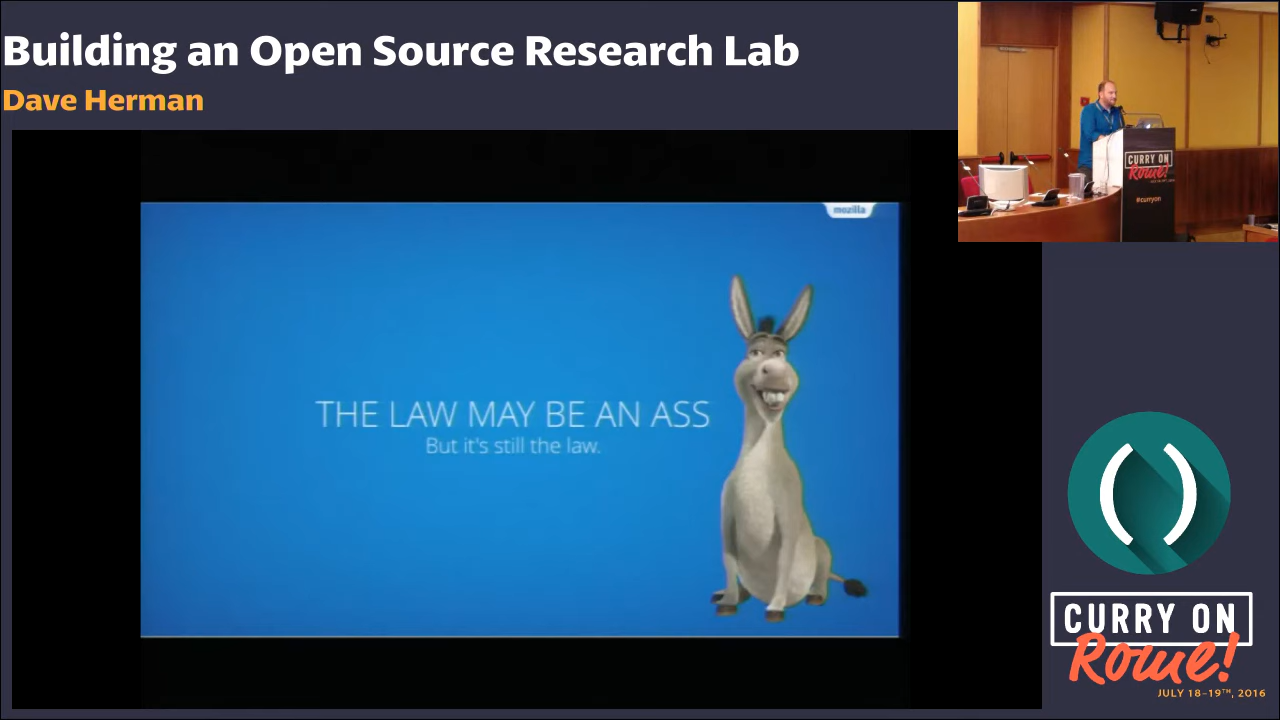 Building an Open Source Research Lab
Dave Herman
mozilla
THE LAW MAY BE AN ASS
But it's still the law.
CURRY ON
Rome!
#curryon
CURRY ON
Rome!
JULY 18-19TH, 2016